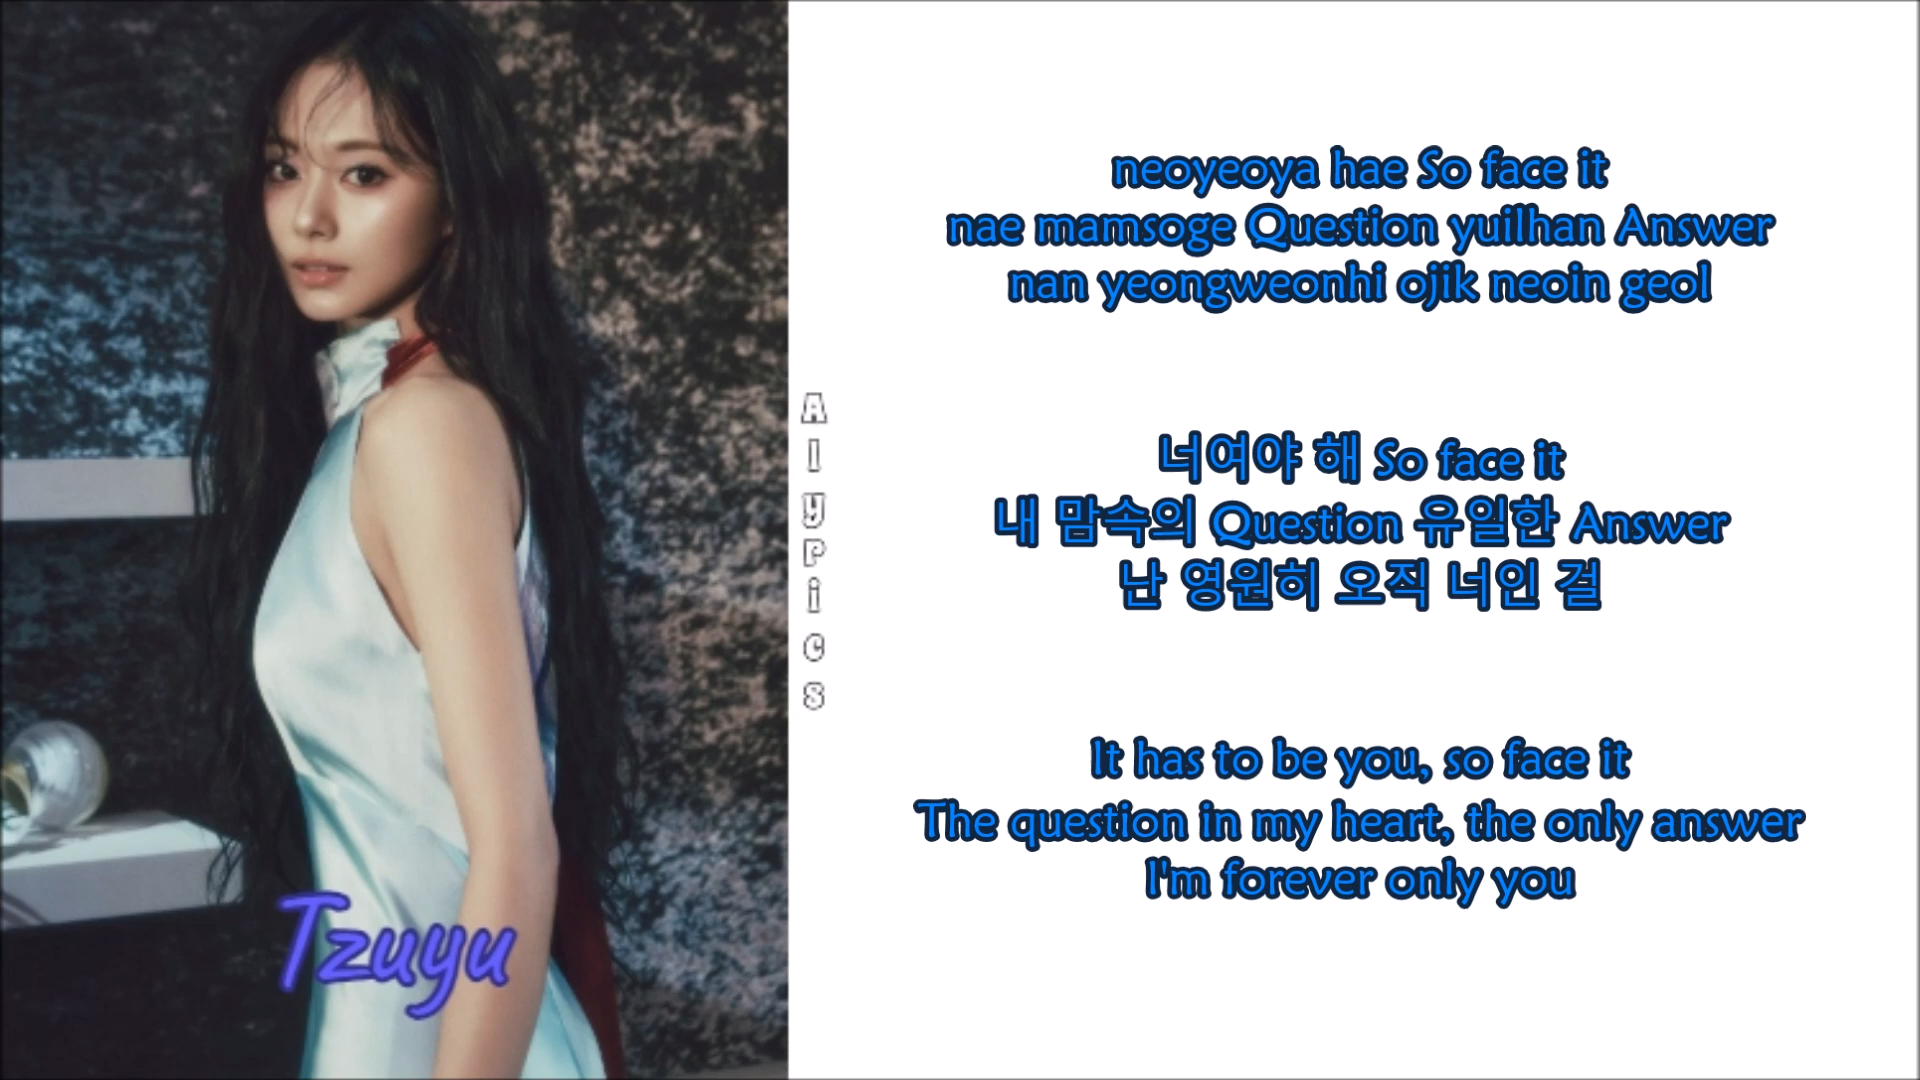 neoyeoya hae So face it
nae mamsoge Question yuilhan Answer
nan yeongweonhi ojik neoin geol
너여야 해 So face it
내 맘속의 Question 유일한 Answer
난 영원히 오직 너인 걸
It has to be you, so face it
The question in my heart, the only answer
I'm forever only you
Alyrics
Tzuyu